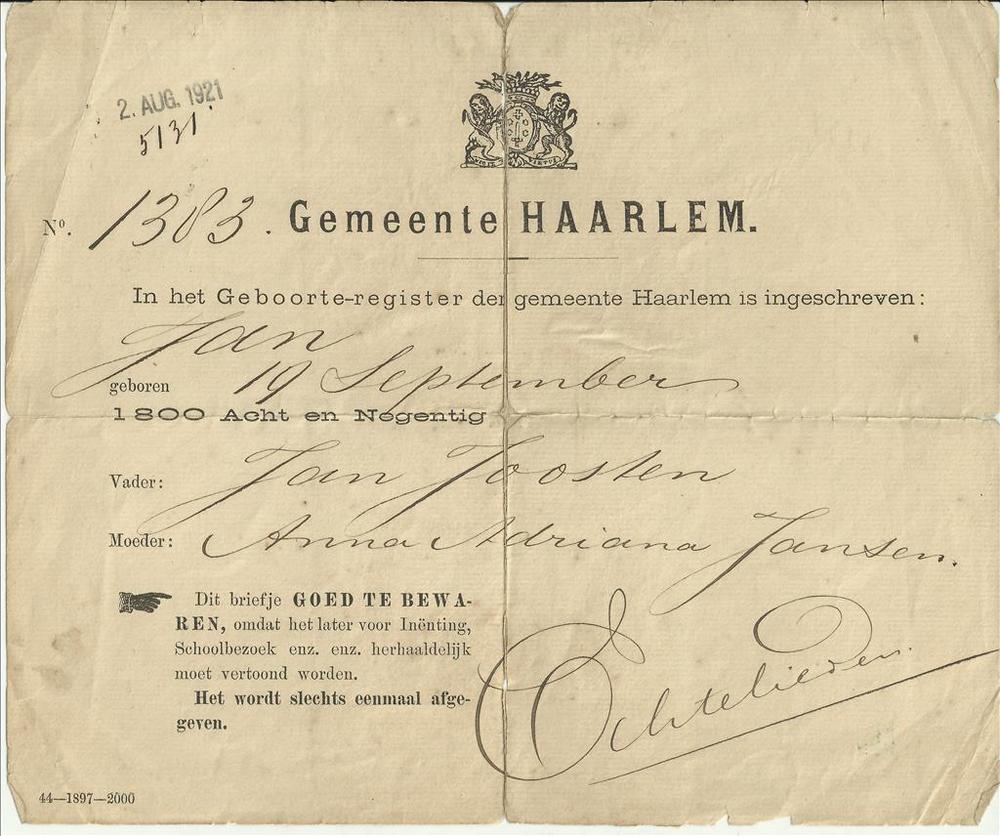 2. AUG. 1921
5131
Nº. 1383. Gemeente HAARLEM.
In het Geboorte-register der gemeente Haarlem is ingeschreven:
Jan
geboren 19 September
1800 Acht en Negentig
Vader: Jan Joosten
Moeder: Anna Adriana Jansen.
Dit briefje GOED TE BEWA-
REN, omdat het later voor Inënting,
Schoolbezoek enz. enz. herhaaldelijk
moet vertoond worden.
Het wordt slechts eenmaal afge-
geven.
Echtelieden.
44—1897—2000